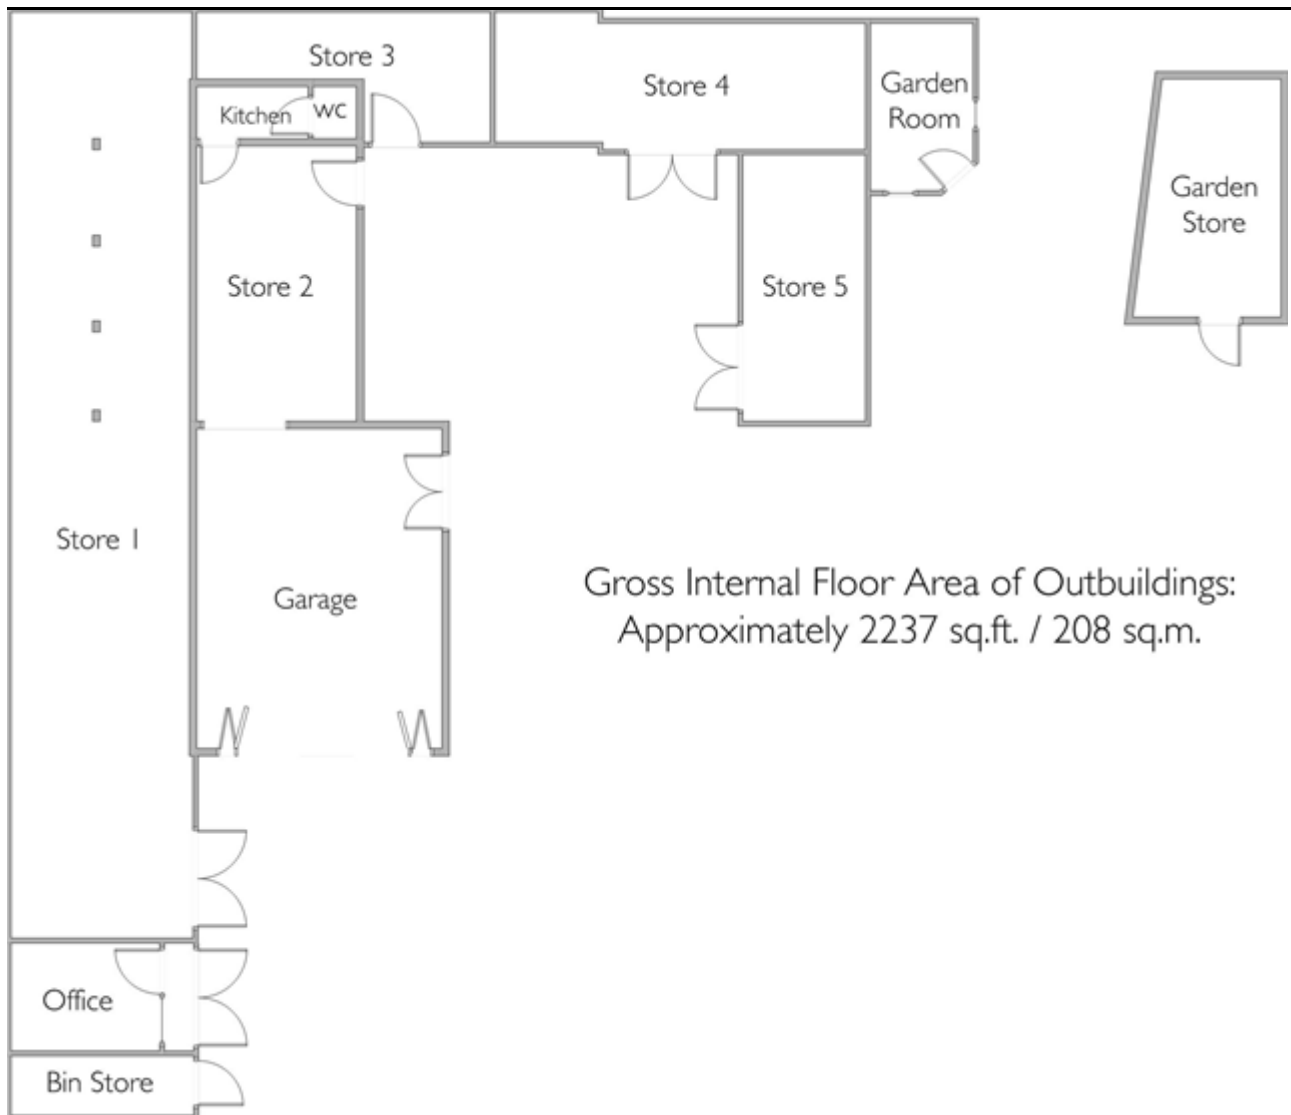 Store 3
Store 4
Garden
Room
Kitchen
WC
Garden
Store
Store 2
Store 5
Store 1
Garage
Gross Internal Floor Area of Outbuildings:
Approximately 2237 sq.ft. / 208 sq.m.
Office
Bin Store